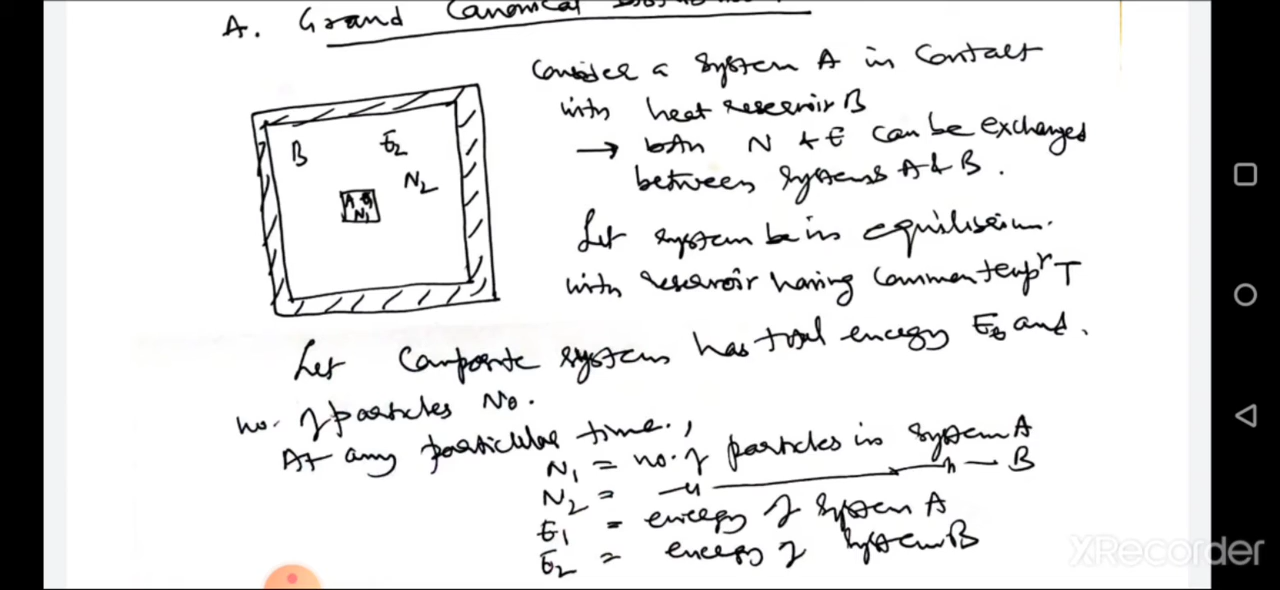 A. Grand Canonical
Consider a system A in Contact
with heat reservoir B
→ both N & E can be exchanged
between systems A & B.
B E₂
N₂
A E₁
N₁
Let system be in equilibrium.
with reservoir having common tempʳ T
Let Composite system has total energy E₀ and.
no. of particles N₀.
At any particular time.,
N₁ = no. of particles in system A
N₂ = —〃— B
E₁ = energy of system A
E₂ = energy of system B
XRecorder